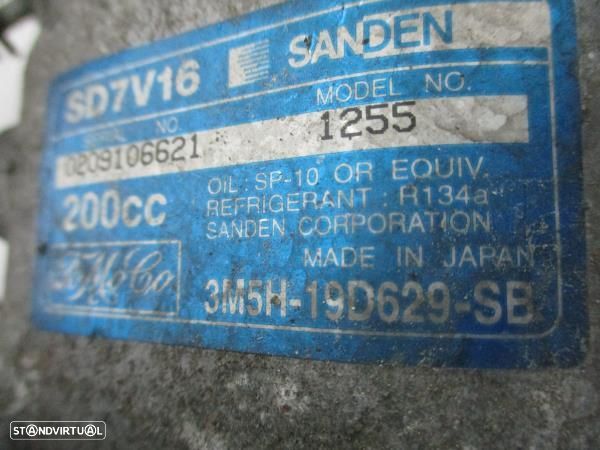 SD7V16 SANDEN
SERIAL NO. MODEL NO.
0209106621 1255
200cc OIL: SP-10 OR EQUIV.
REFRIGERANT : R134a
SANDEN CORPORATION
MADE IN JAPAN
FoMoCo 3M5H-19D629-SB
STANDVIRTUAL